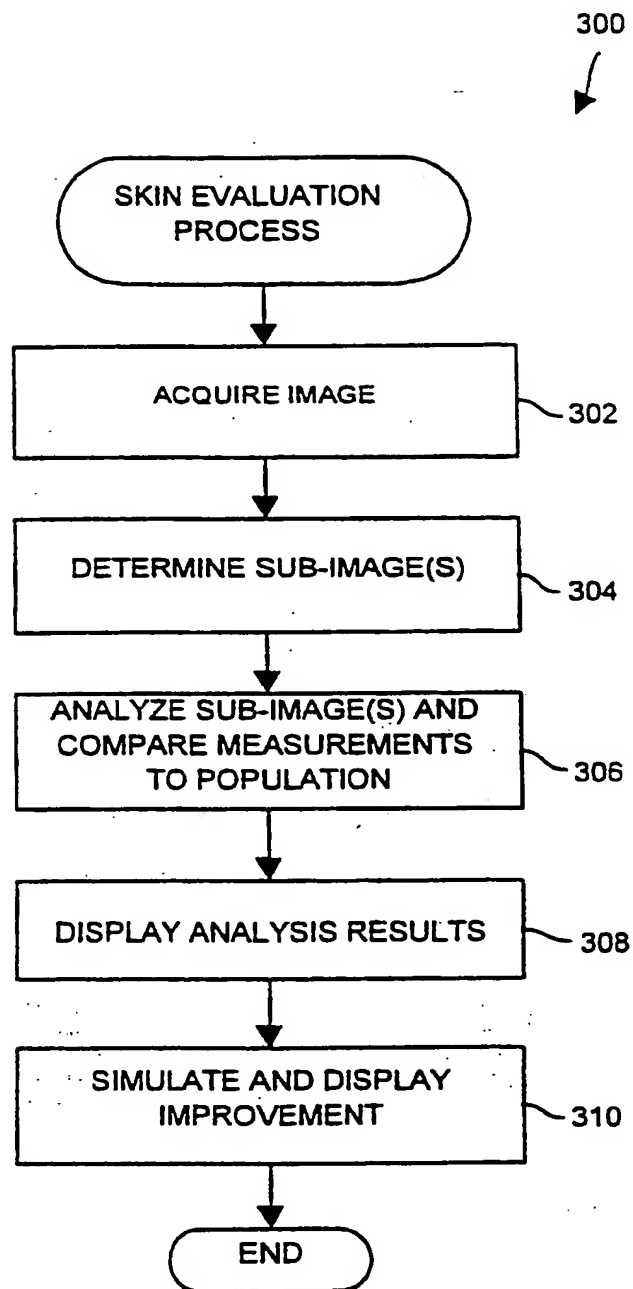 300
SKIN EVALUATION
PROCESS
ACQUIRE IMAGE
302
DETERMINE SUB-IMAGE(S)
304
ANALYZE SUB-IMAGE(S) AND
COMPARE MEASUREMENTS
TO POPULATION
306
DISPLAY ANALYSIS RESULTS
308
SIMULATE AND DISPLAY
IMPROVEMENT
310
END